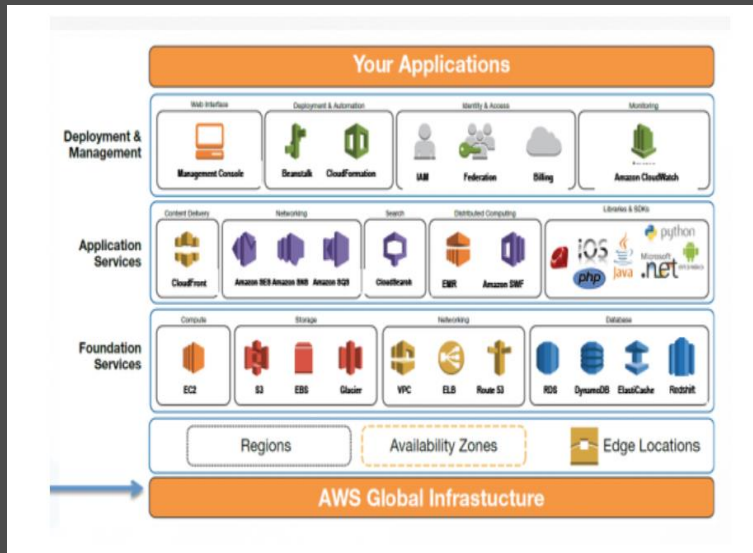 Your Applications
Deployment & Management
Web Interface
Management Console
Deployment & Automation
Beanstalk CloudFormation
Identity & Access
IAM Federation Billing
Monitoring
Amazon CloudWatch
Application Services
Content Delivery
CloudFront
Networking
Amazon SES Amazon SNS Amazon SQS
Search
CloudSearch
Distributed Computing
EMR Amazon SWF
Libraries & SDKs
python
iOS
Java
php
Microsoft
.net
Foundation Services
Compute
EC2
Storage
S3 EBS Glacier
Networking
VPC ELB Route 53
Database
RDS DynamoDB ElastiCache Redshift
Regions
Availability Zones
Edge Locations
AWS Global Infrastucture